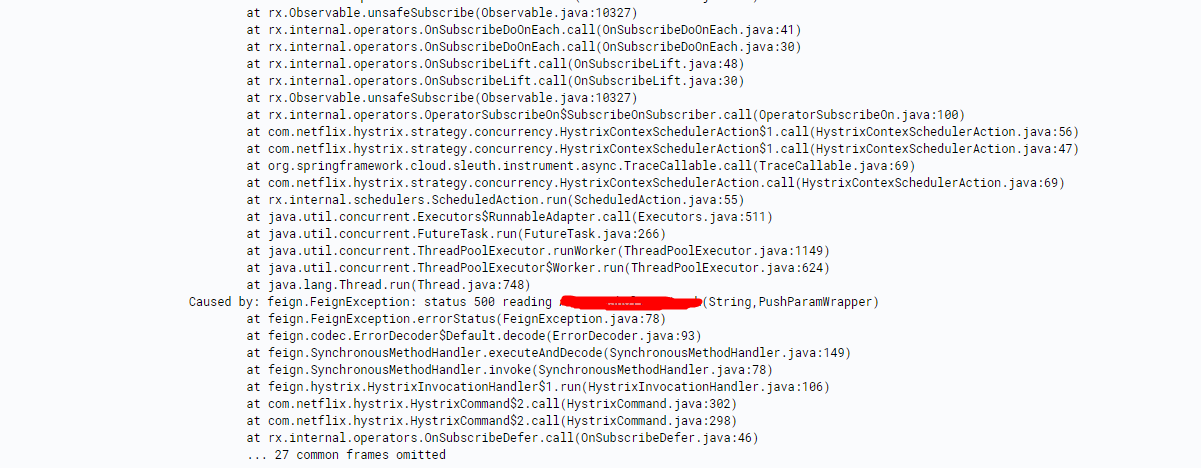 at rx.Observable.unsafeSubscribe(Observable.java:10327)
at rx.internal.operators.OnSubscribeDoOnEach.call(OnSubscribeDoOnEach.java:41)
at rx.internal.operators.OnSubscribeDoOnEach.call(OnSubscribeDoOnEach.java:30)
at rx.internal.operators.OnSubscribeLift.call(OnSubscribeLift.java:48)
at rx.internal.operators.OnSubscribeLift.call(OnSubscribeLift.java:30)
at rx.Observable.unsafeSubscribe(Observable.java:10327)
at rx.internal.operators.OperatorSubscribeOn$SubscribeOnSubscriber.call(OperatorSubscribeOn.java:100)
at com.netflix.hystrix.strategy.concurrency.HystrixContexSchedulerAction$1.call(HystrixContexSchedulerAction.java:56)
at com.netflix.hystrix.strategy.concurrency.HystrixContexSchedulerAction$1.call(HystrixContexSchedulerAction.java:47)
at org.springframework.cloud.sleuth.instrument.async.TraceCallable.call(TraceCallable.java:69)
at com.netflix.hystrix.strategy.concurrency.HystrixContexSchedulerAction.call(HystrixContexSchedulerAction.java:69)
at rx.internal.schedulers.ScheduledAction.run(ScheduledAction.java:55)
at java.util.concurrent.Executors$RunnableAdapter.call(Executors.java:511)
at java.util.concurrent.FutureTask.run(FutureTask.java:266)
at java.util.concurrent.ThreadPoolExecutor.runWorker(ThreadPoolExecutor.java:1149)
at java.util.concurrent.ThreadPoolExecutor$Worker.run(ThreadPoolExecutor.java:624)
at java.lang.Thread.run(Thread.java:748)
Caused by: feign.FeignException: status 500 reading (String,PushParamWrapper)
at feign.FeignException.errorStatus(FeignException.java:78)
at feign.codec.ErrorDecoder$Default.decode(ErrorDecoder.java:93)
at feign.SynchronousMethodHandler.executeAndDecode(SynchronousMethodHandler.java:149)
at feign.SynchronousMethodHandler.invoke(SynchronousMethodHandler.java:78)
at feign.hystrix.HystrixInvocationHandler$1.run(HystrixInvocationHandler.java:106)
at com.netflix.hystrix.HystrixCommand$2.call(HystrixCommand.java:302)
at com.netflix.hystrix.HystrixCommand$2.call(HystrixCommand.java:298)
at rx.internal.operators.OnSubscribeDefer.call(OnSubscribeDefer.java:46)
... 27 common frames omitted